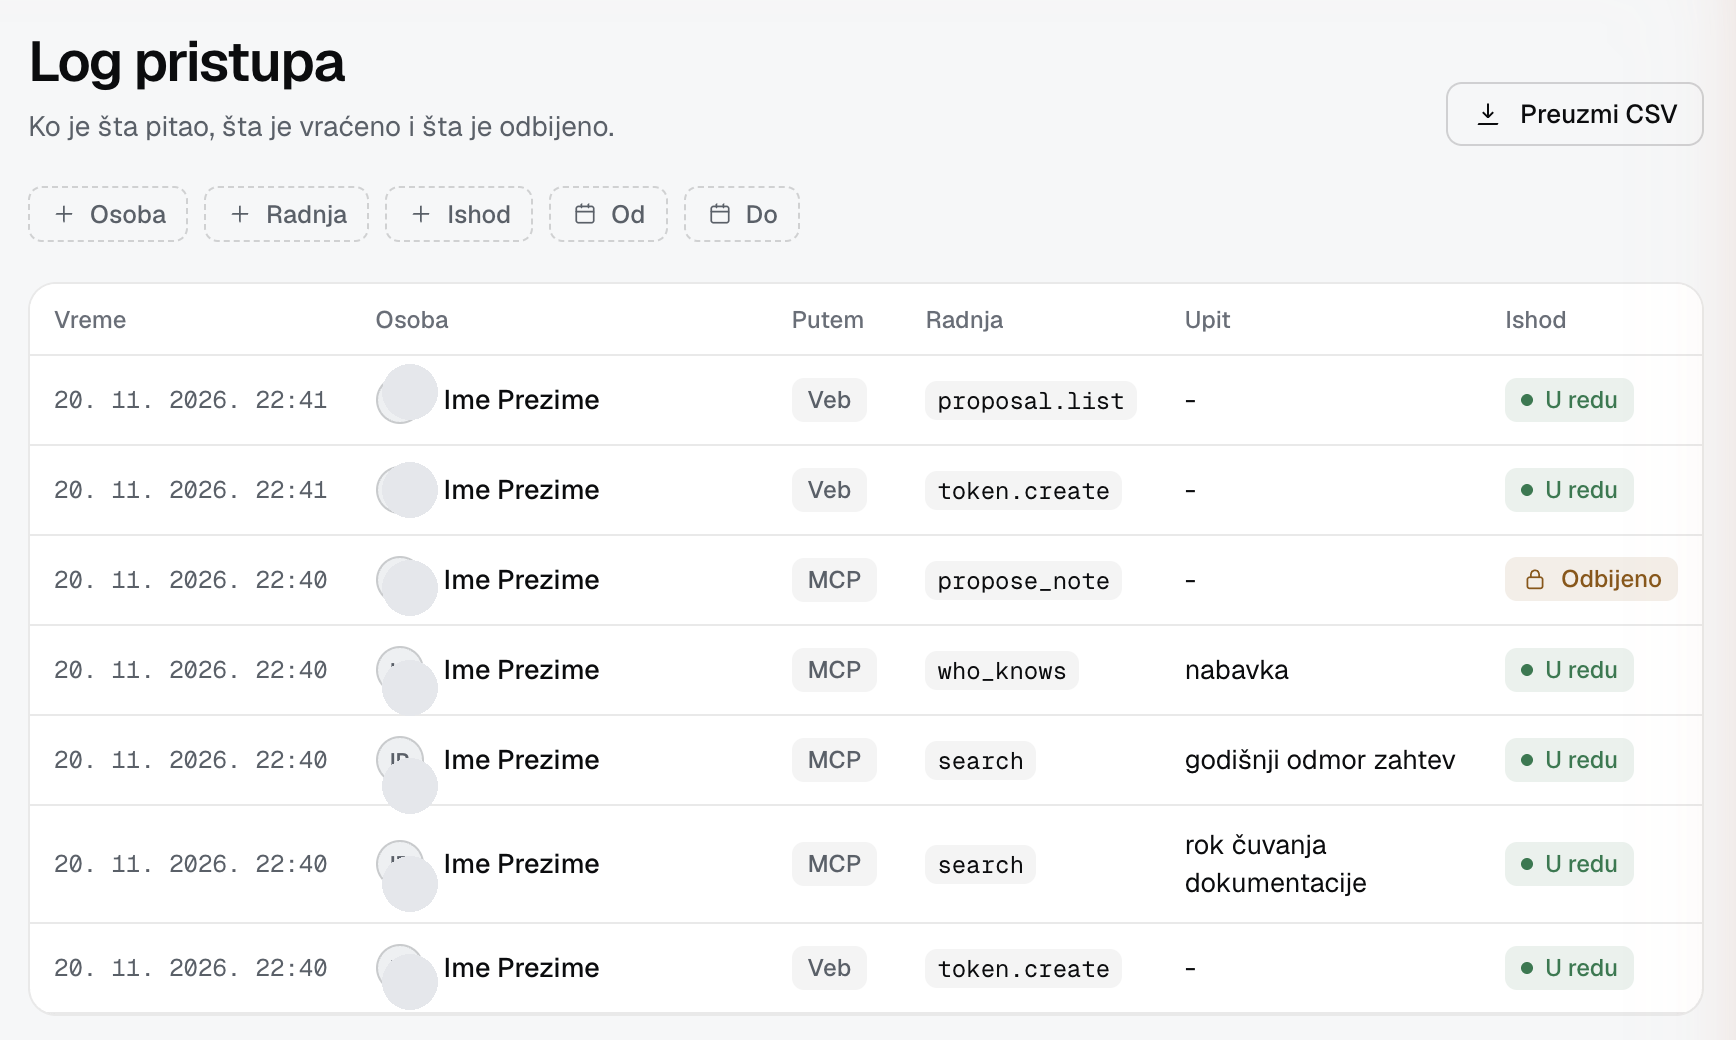 Log pristupa
Ko je šta pitao, šta je vraćeno i šta je odbijeno.
Preuzmi CSV
Osoba Radnja Ishod Od Do
Vreme Osoba Putem Radnja Upit Ishod
20. 11. 2026. 22:41 Ime Prezime Veb proposal.list - U redu
20. 11. 2026. 22:41 Ime Prezime Veb token.create - U redu
20. 11. 2026. 22:40 Ime Prezime MCP propose_note - Odbijeno
20. 11. 2026. 22:40 Ime Prezime MCP who_knows nabavka U redu
20. 11. 2026. 22:40 Ime Prezime MCP search godišnji odmor zahtev U redu
20. 11. 2026. 22:40 Ime Prezime MCP search rok čuvanja
dokumentacije U redu
20. 11. 2026. 22:40 Ime Prezime Veb token.create - U redu